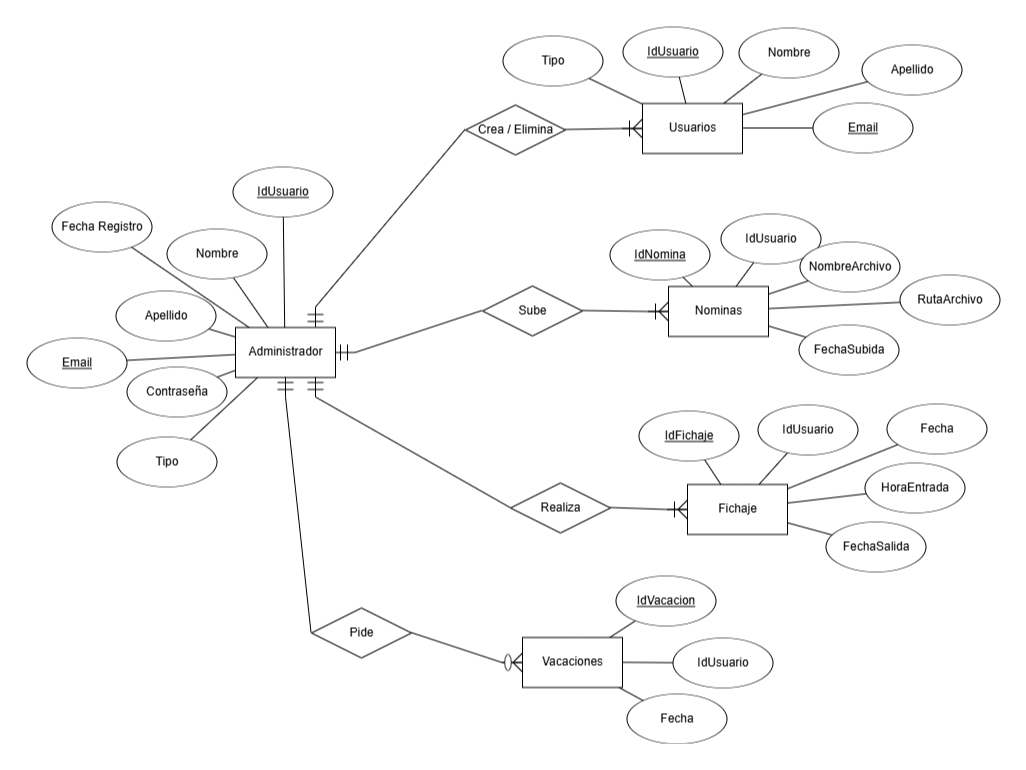 Tipo
IdUsuario
Nombre
Apellido
Email
Usuarios
Crea / Elimina
IdUsuario
Fecha Registro
Nombre
Apellido
Email
Contraseña
Tipo
Administrador
Sube
IdNomina
IdUsuario
NombreArchivo
RutaArchivo
FechaSubida
Nominas
Realiza
IdFichaje
IdUsuario
Fecha
HoraEntrada
FechaSalida
Fichaje
Pide
IdVacacion
IdUsuario
Fecha
Vacaciones